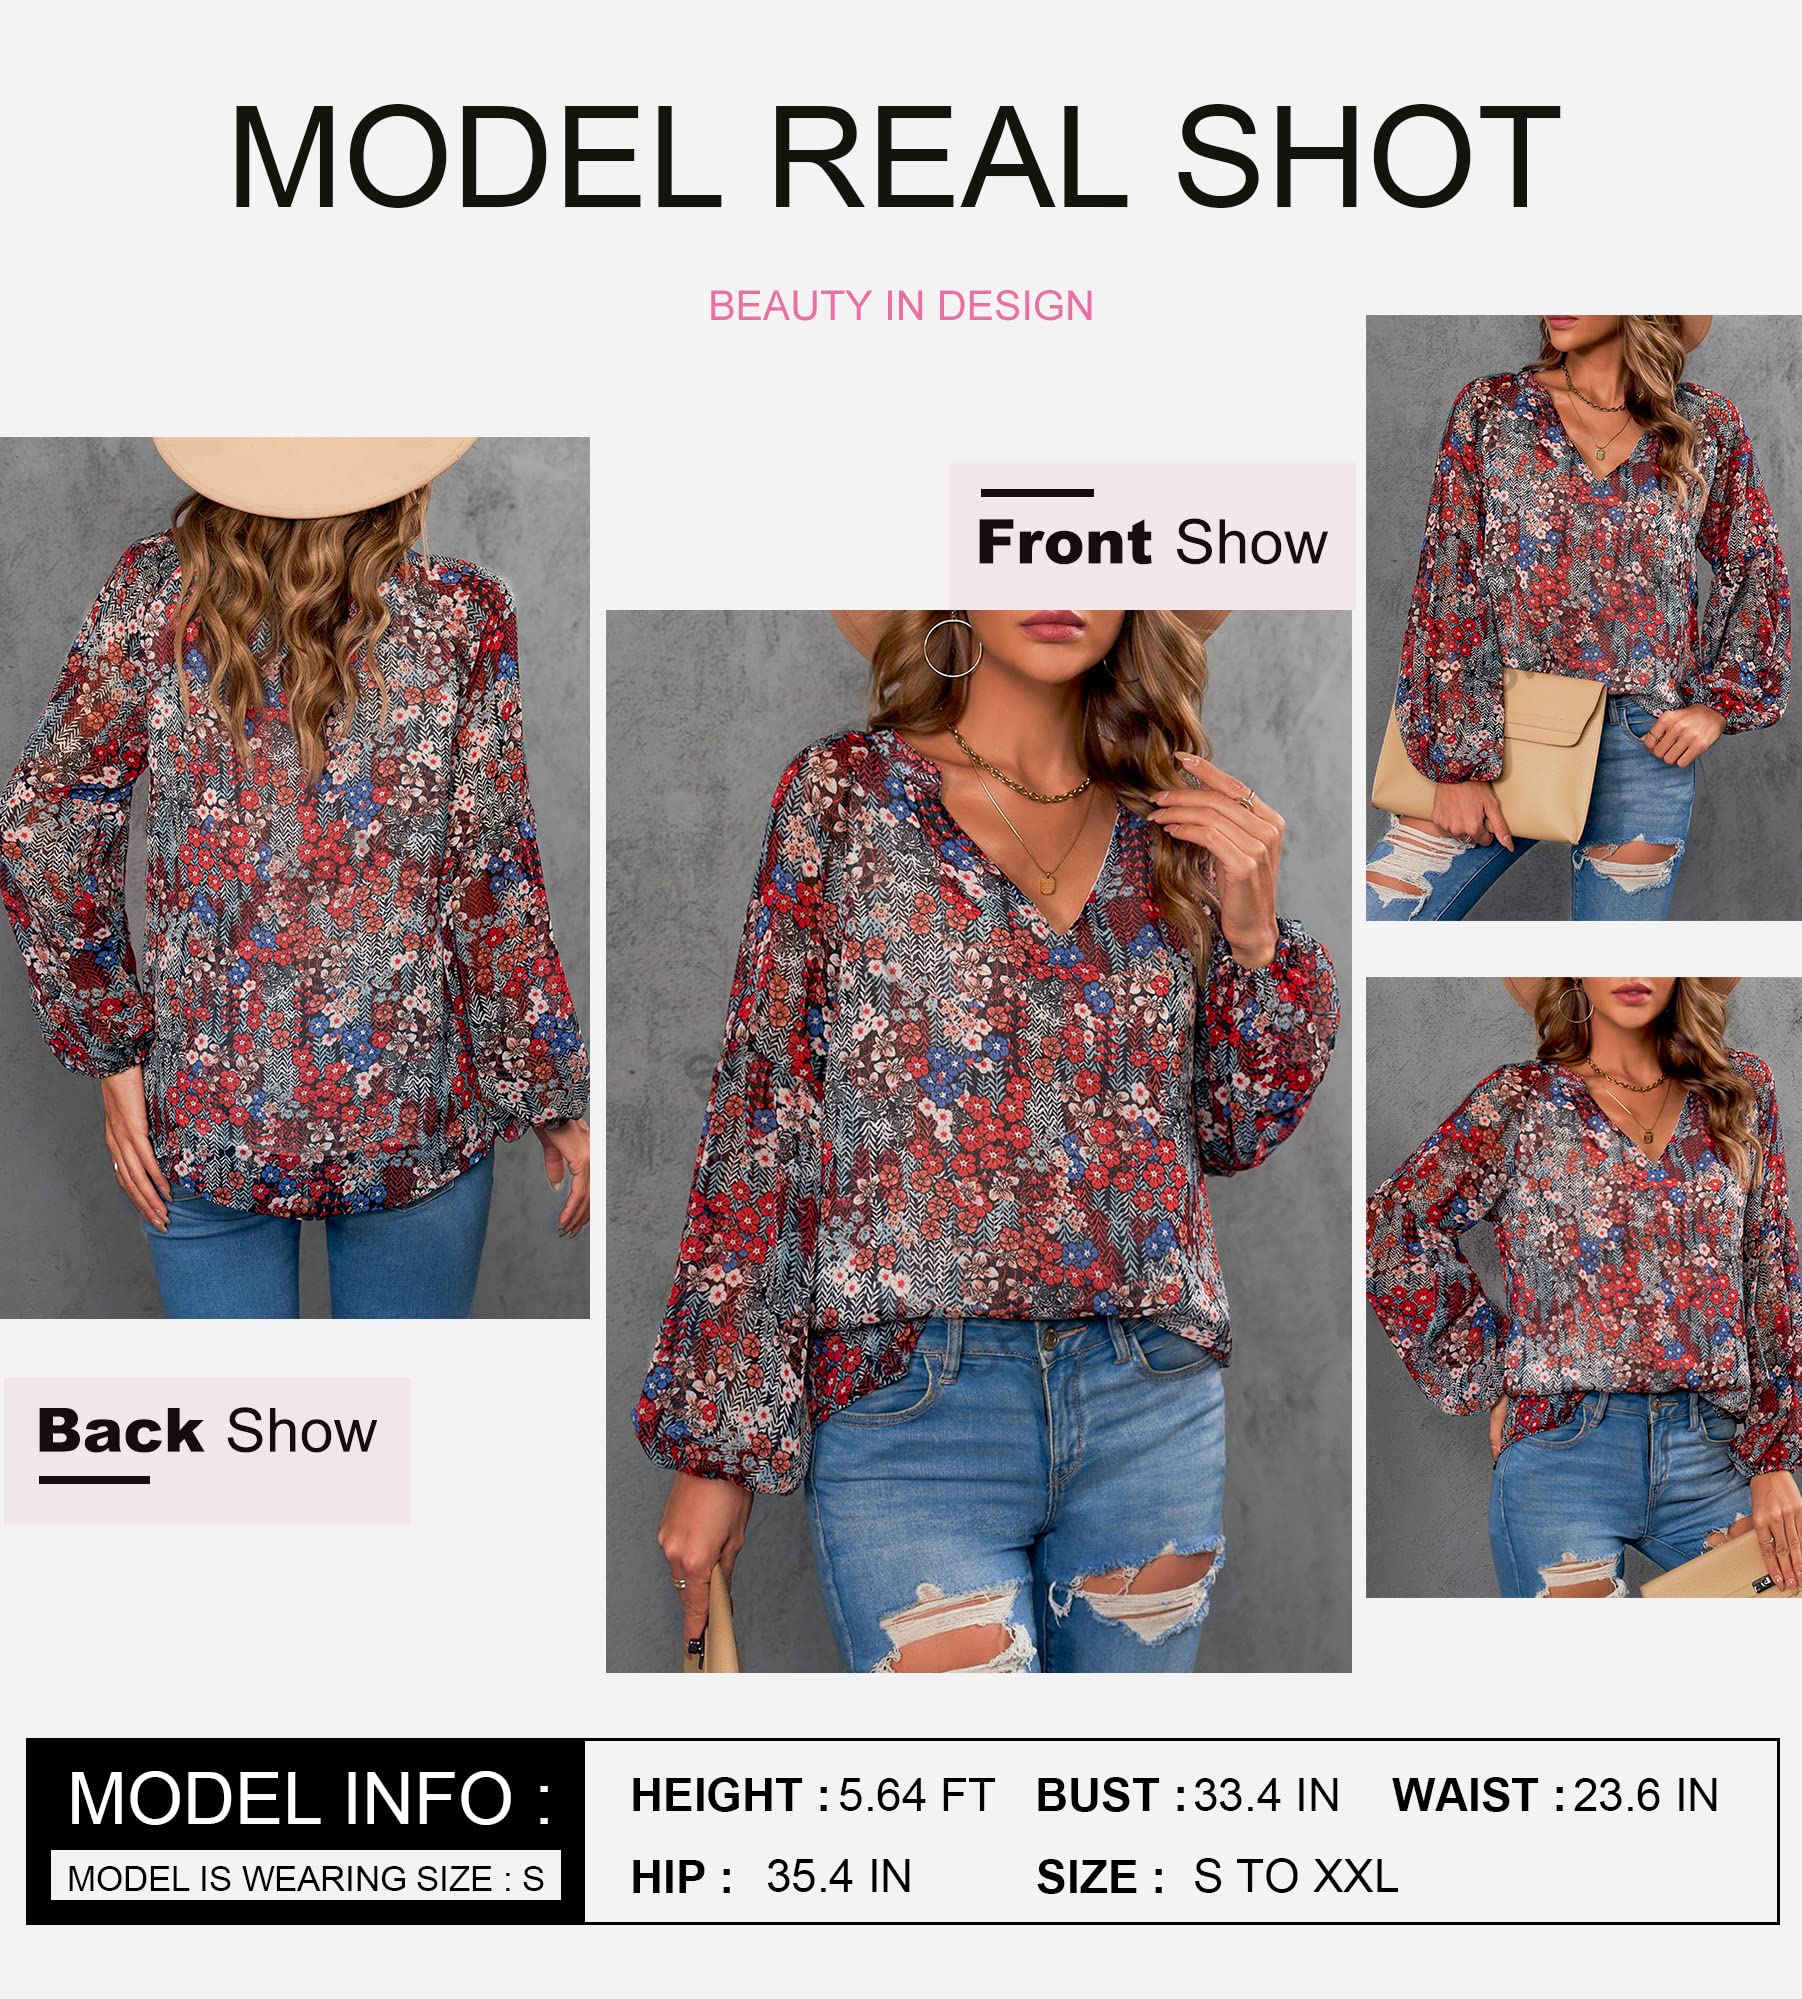 MODEL REAL SHOT
BEAUTY IN DESIGN
Front Show
Back Show
MODEL INFO :
MODEL IS WEARING SIZE : S
HEIGHT : 5.64 FT BUST : 33.4 IN WAIST : 23.6 IN
HIP : 35.4 IN SIZE : S TO XXL